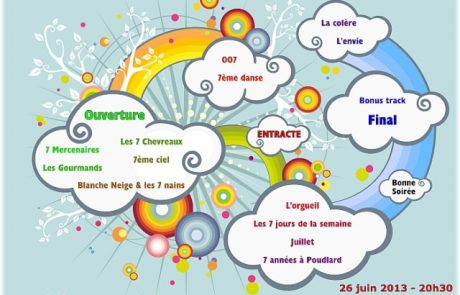 Ouverture
7 Mercenaires
Les 7 Chevreaux
Les Gourmands
7ème ciel
Blanche Neige & les 7 nains
007
7ème danse
ENTRACTE
L'orgueil
Les 7 jours de la semaine
Juillet
7 années à Poudlard
La colère
L'envie
Bonus track
Final
Bonne
Soirée
26 juin 2013 - 20h30